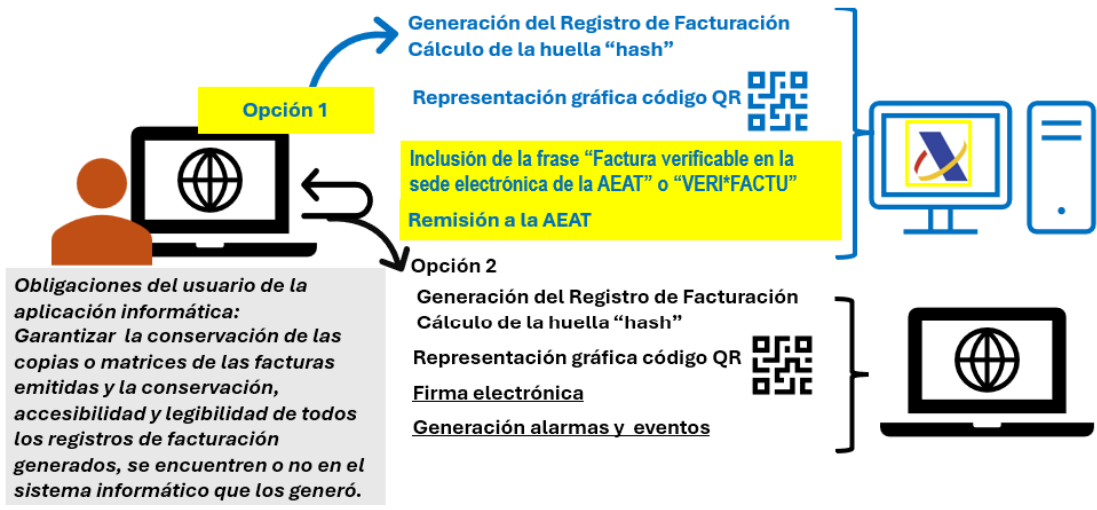 Generación del Registro de Facturación
Cálculo de la huella “hash”
Opción 1
Representación gráfica código QR
Inclusión de la frase “Factura verificable en la
sede electrónica de la AEAT” o “VERI*FACTU”
Remisión a la AEAT
Opción 2
Generación del Registro de Facturación
Cálculo de la huella “hash”
Representación gráfica código QR
Firma electrónica
Generación alarmas y eventos
Obligaciones del usuario de la
aplicación informática:
Garantizar la conservación de las
copias o matrices de las facturas
emitidas y la conservación,
accesibilidad y legibilidad de todos
los registros de facturación
generados, se encuentren o no en el
sistema informático que los generó.